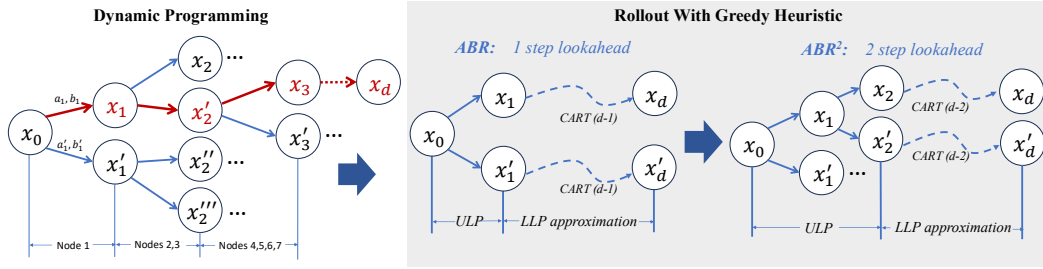 Dynamic Programming
x₂ ...
x₁
x₃
x_d
a₁, b₁
x₂'
x₀
a₁', b₁'
x₃' ...
x₁'
x₂'' ...
x₂''' ...
Node 1
Nodes 2,3
Nodes 4,5,6,7
Rollout With Greedy Heuristic
ABR: 1 step lookahead
x₁
x_d
CART (d-1)
x₀
x₁'
x_d'
CART (d-1)
ULP
LLP approximation
ABR²: 2 step lookahead
x₂
x_d
CART (d-2)
x₁
x₀
x₂'
x_d'
CART (d-2)
x₁' ...
ULP
LLP approximation